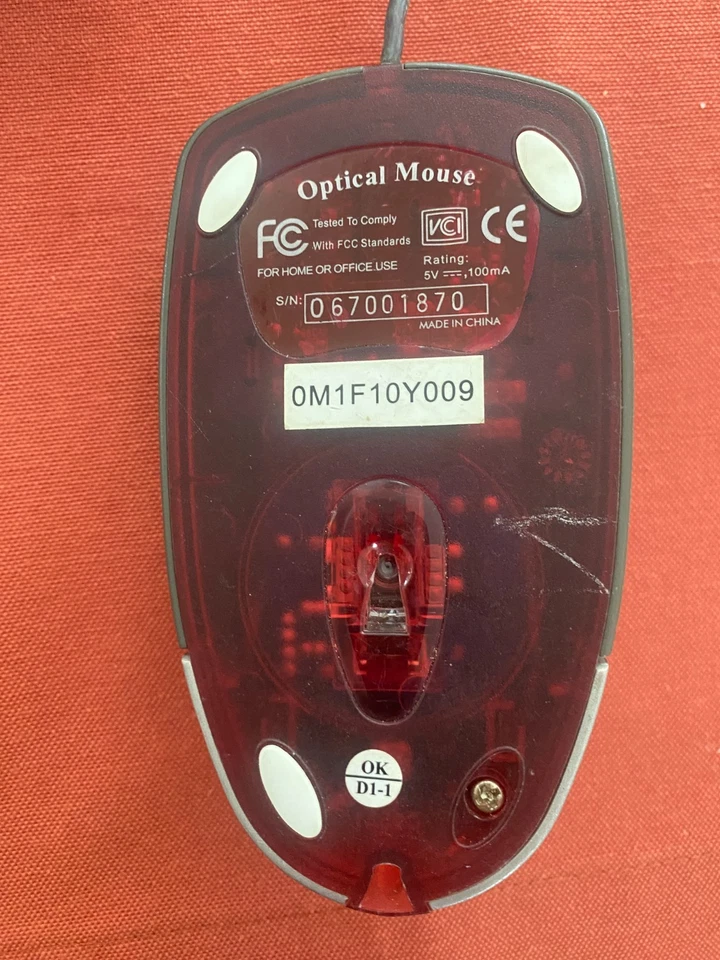 Optical Mouse
FC Tested To Comply
With FCC Standards
VCI CE
FOR HOME OR OFFICE.USE
Rating:
5V ⎓,100mA
S/N: 067001870
MADE IN CHINA
0M1F10Y009
OK
D1-1